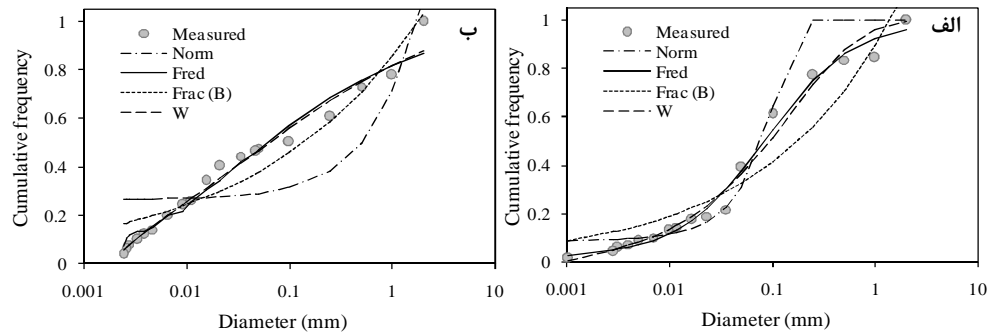 ب
Measured
Norm
Fred
Frac (B)
W
Cumulative frequency
1
0.8
0.6
0.4
0.2
0
0.001
0.01
0.1
1
10
Diameter (mm)
الف
Measured
Norm
Fred
Frac (B)
W
Cumulative frequency
1
0.8
0.6
0.4
0.2
0
0.001
0.01
0.1
1
10
Diameter (mm)